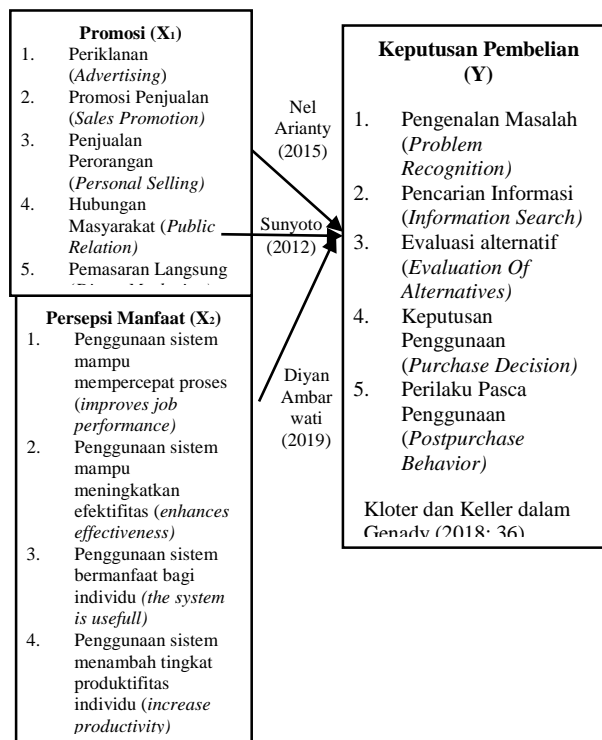 Promosi (X₁)
1. Periklanan
(Advertising)
2. Promosi Penjualan
(Sales Promotion)
3. Penjualan
Perorangan
(Personal Selling)
4. Hubungan
Masyarakat (Public
Relation)
5. Pemasaran Langsung
Persepsi Manfaat (X₂)
1. Penggunaan sistem
mampu
mempercepat proses
(improves job
performance)
2. Penggunaan sistem
mampu
meningkatkan
efektifitas (enhances
effectiveness)
3. Penggunaan sistem
bermanfaat bagi
individu (the system
is usefull)
4. Penggunaan sistem
menambah tingkat
produktifitas
individu (increase
productivity)
Nel
Arianty
(2015)
Sunyoto
(2012)
Diyan
Ambar
wati
(2019)
Keputusan Pembelian
(Y)
1. Pengenalan Masalah
(Problem
Recognition)
2. Pencarian Informasi
(Information Search)
3. Evaluasi alternatif
(Evaluation Of
Alternatives)
4. Keputusan
Penggunaan
(Purchase Decision)
5. Perilaku Pasca
Penggunaan
(Postpurchase
Behavior)
Kloter dan Keller dalam
Genady (2018: 36)